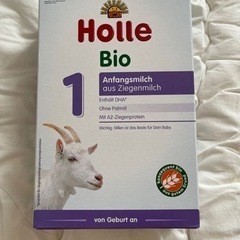 Holle
Bio
1
Anfangsmilch
aus Ziegenmilch
Enthält DHA*
Ohne Palmöl
Mit A2-Ziegenprotein
Wichtig: Stillen ist das Beste für Dein Baby.
von Geburt an